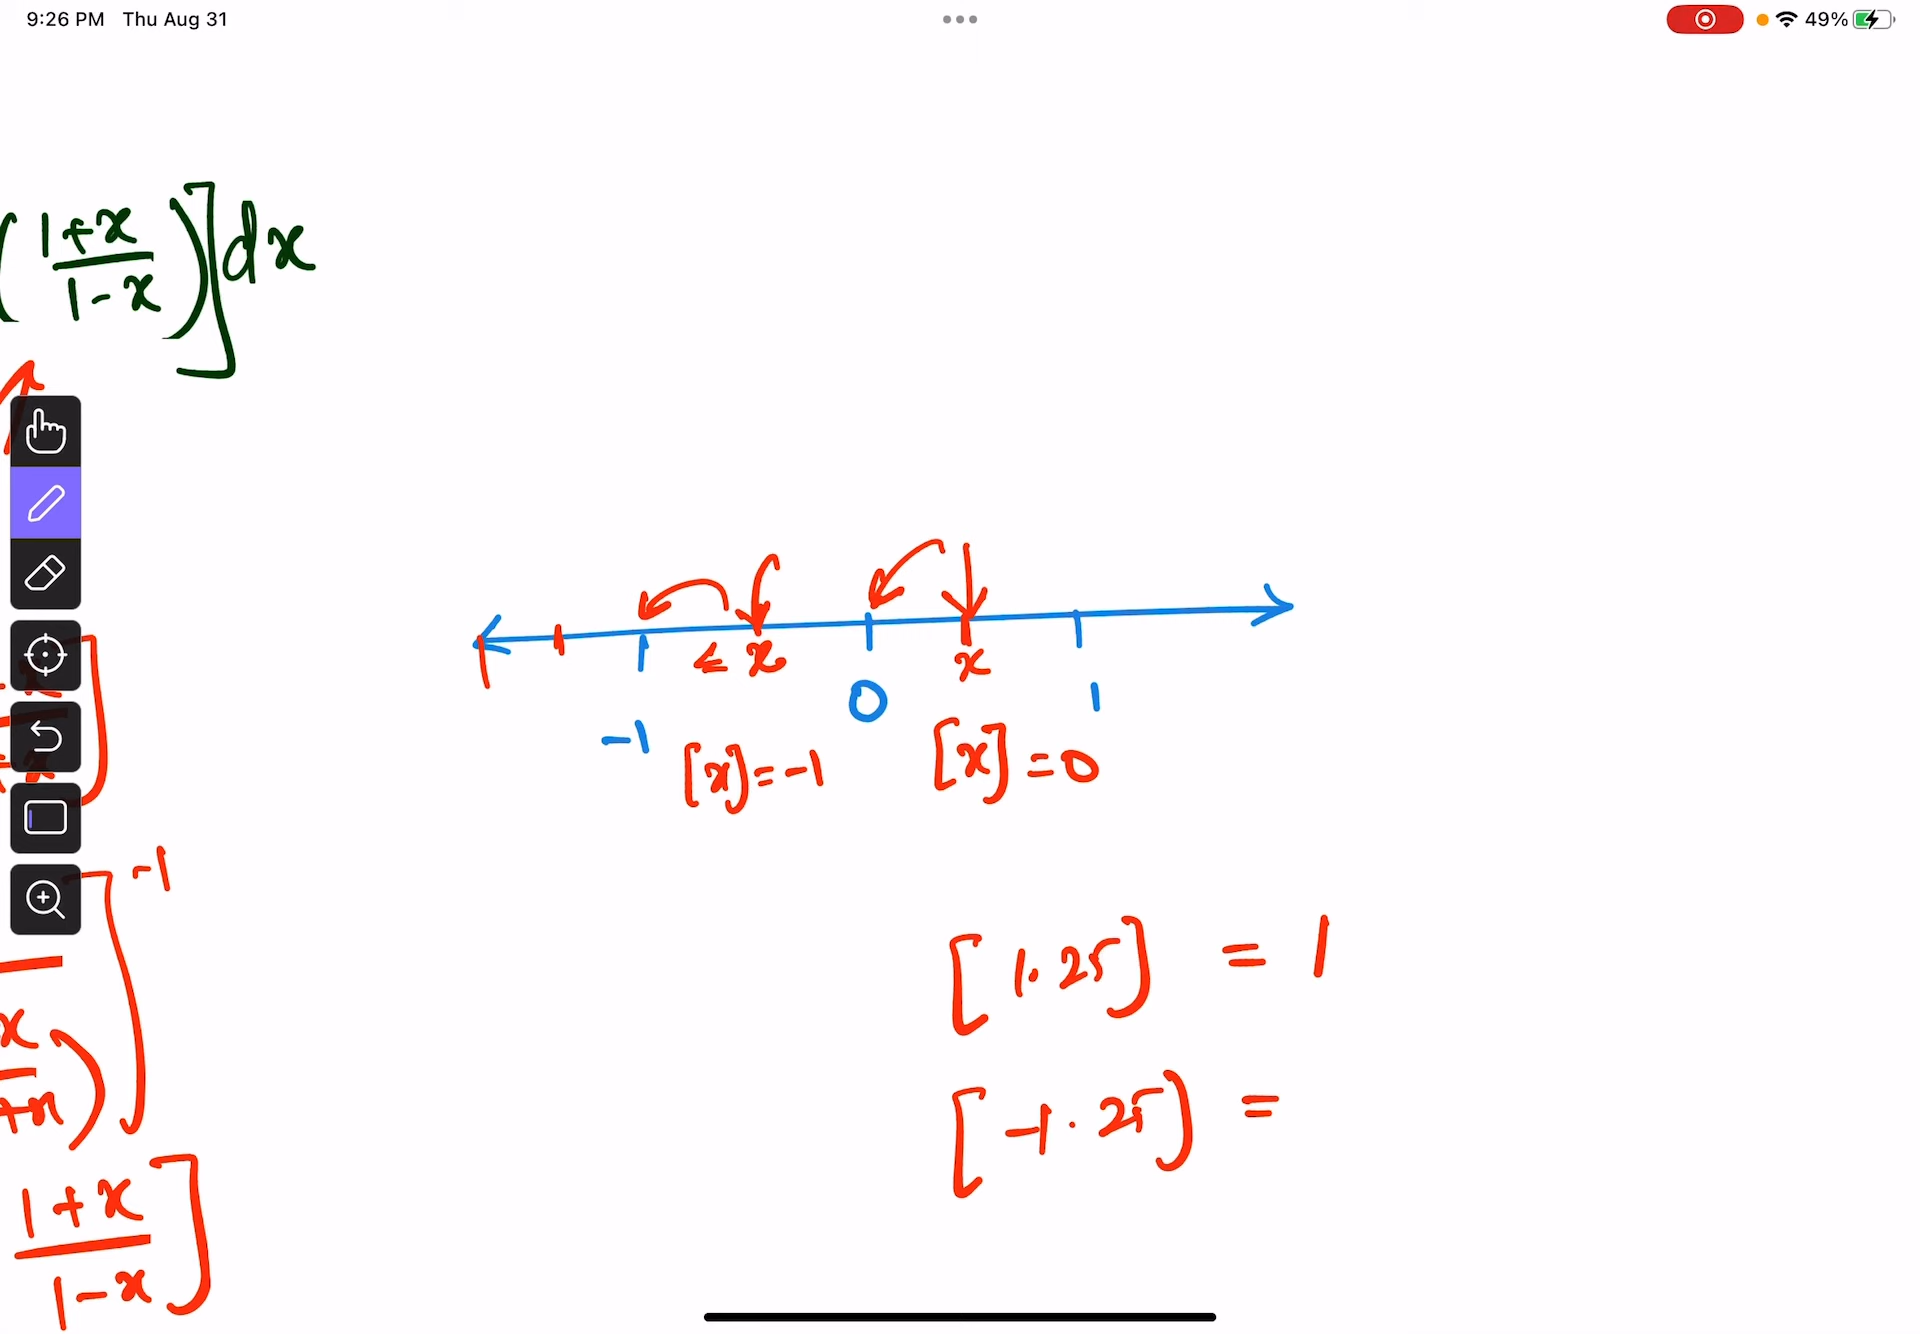 9:26 PM Thu Aug 31
49%
(1+x/1-x)]dx
x x
-1 0 1
[x]=-1 [x]=0
-1
[1.25] = 1
[-1.25] =
1+x/1-x]